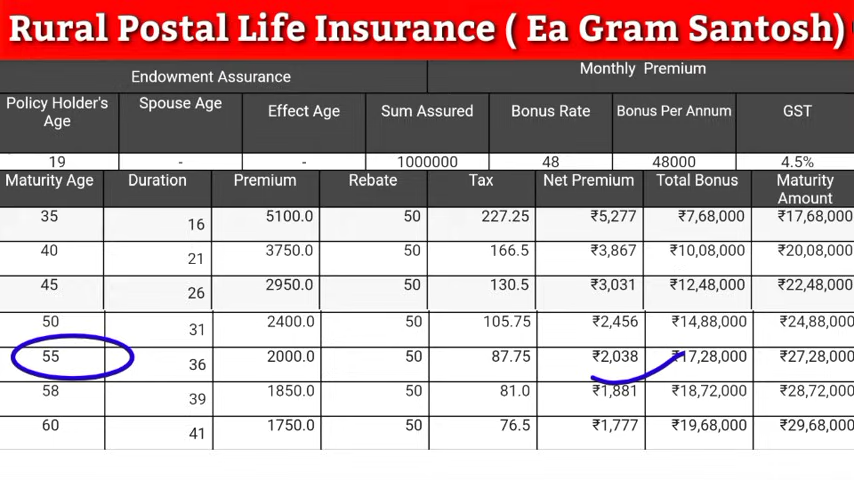 Rural Postal Life Insurance ( Ea Gram Santosh)
Endowment Assurance Monthly Premium
Policy Holder's Age Spouse Age Effect Age Sum Assured Bonus Rate Bonus Per Annum GST
19 - - 1000000 48 48000 4.5%
Maturity Age Duration Premium Rebate Tax Net Premium Total Bonus Maturity Amount
35 16 5100.0 50 227.25 ₹5,277 ₹7,68,000 ₹17,68,000
40 21 3750.0 50 166.5 ₹3,867 ₹10,08,000 ₹20,08,000
45 26 2950.0 50 130.5 ₹3,031 ₹12,48,000 ₹22,48,000
50 31 2400.0 50 105.75 ₹2,456 ₹14,88,000 ₹24,88,000
55 36 2000.0 50 87.75 ₹2,038 ₹17,28,000 ₹27,28,000
58 39 1850.0 50 81.0 ₹1,881 ₹18,72,000 ₹28,72,000
60 41 1750.0 50 76.5 ₹1,777 ₹19,68,000 ₹29,68,000